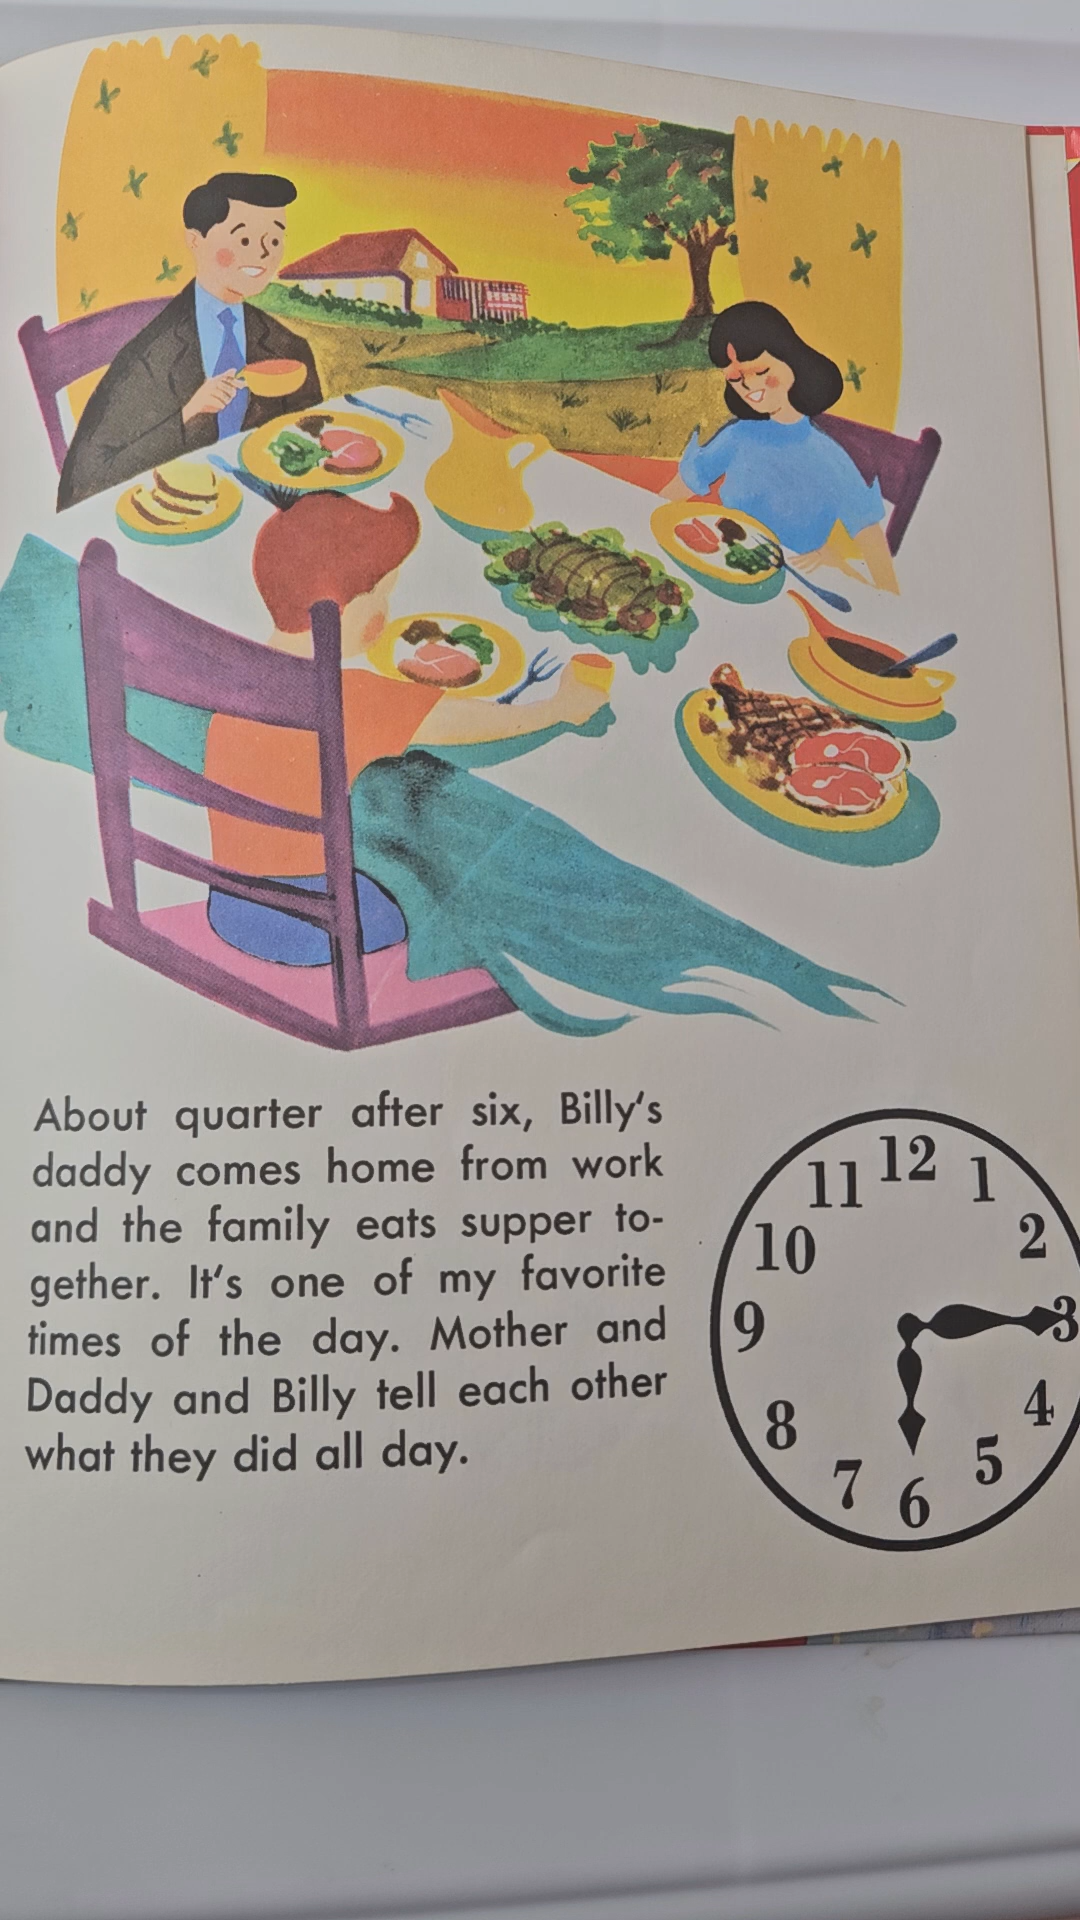 About quarter after six, Billy's
daddy comes home from work
and the family eats supper to-
gether. It's one of my favorite
times of the day. Mother and
Daddy and Billy tell each other
what they did all day.
12
11
1
10
2
9
3
8
4
7
5
6